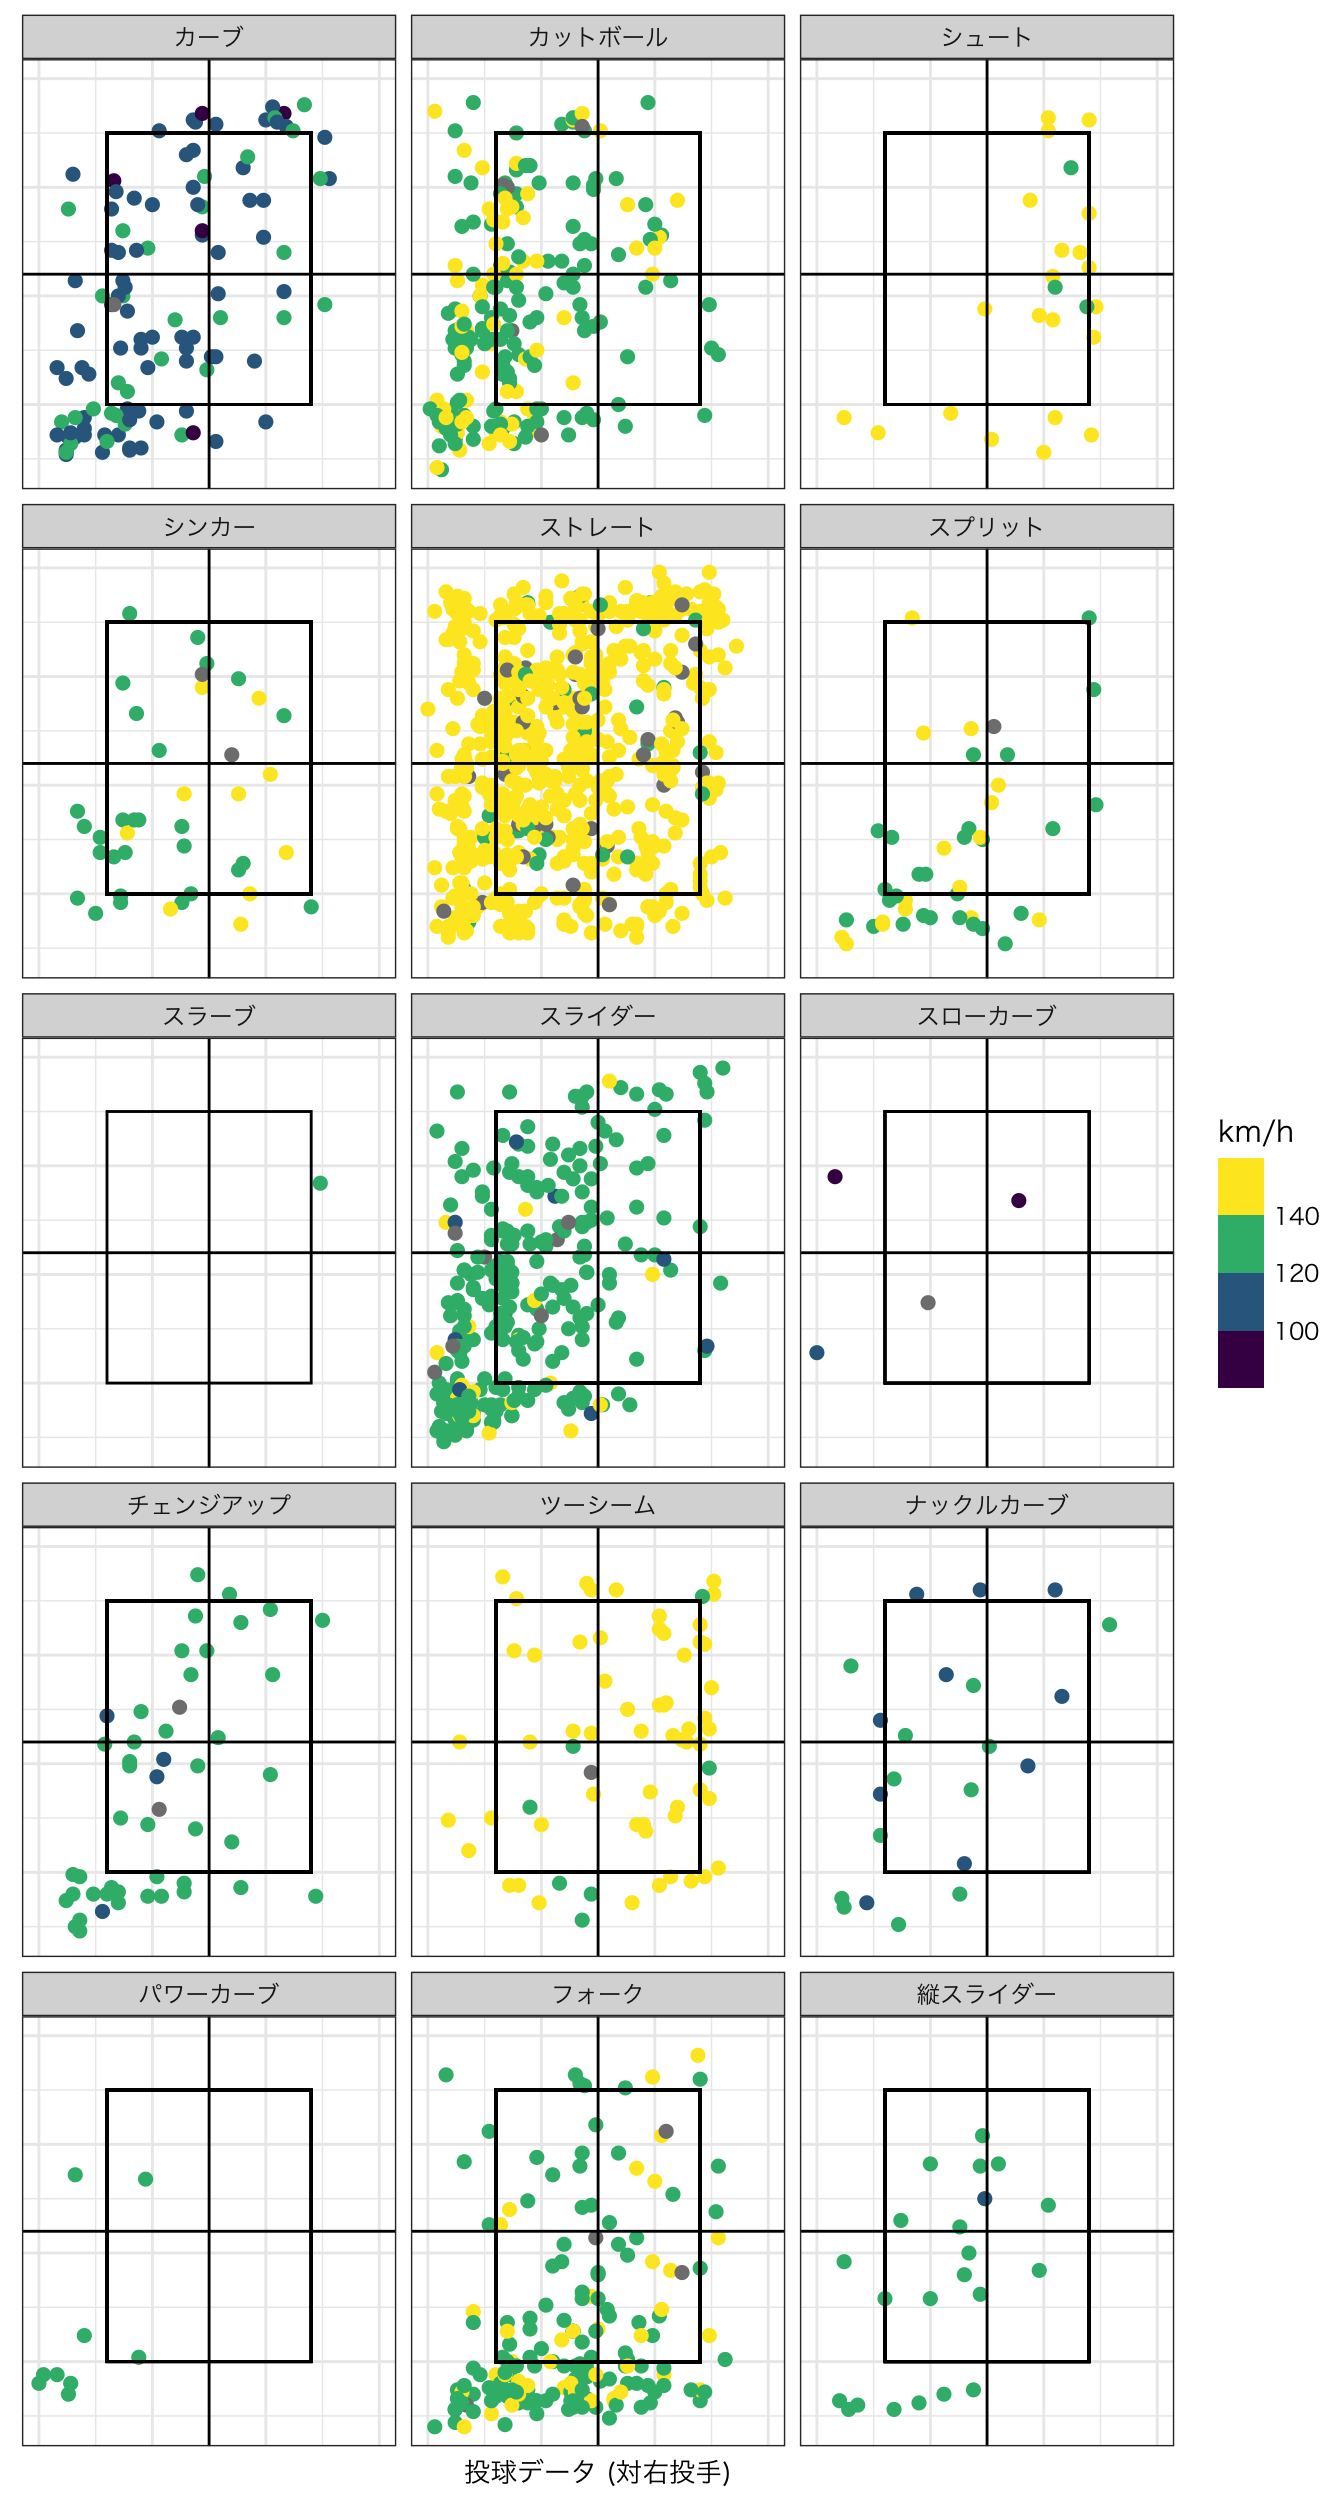 カーブ
カットボール
シュート
シンカー
ストレート
スプリット
スラーブ
スライダー
スローカーブ
km/h
140
120
100
チェンジアップ
ツーシーム
ナックルカーブ
パワーカーブ
フォーク
縦スライダー
投球データ (対右投手)